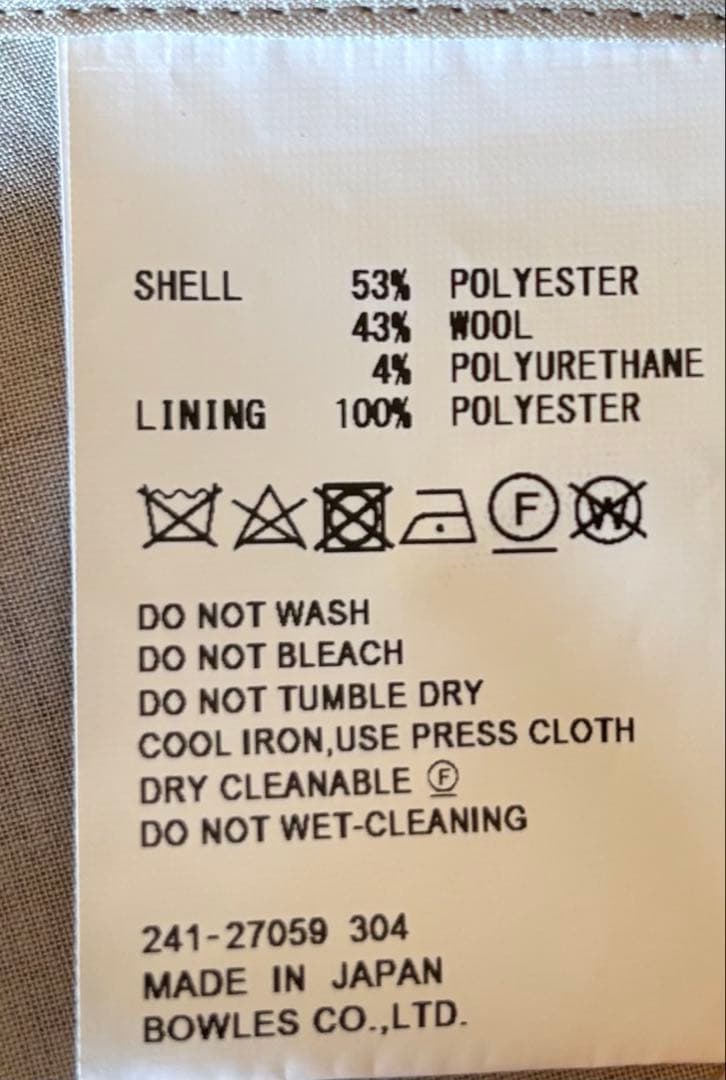 SHELL 53% POLYESTER
43% WOOL
4% POLYURETHANE
LINING 100% POLYESTER
F W
DO NOT WASH
DO NOT BLEACH
DO NOT TUMBLE DRY
COOL IRON,USE PRESS CLOTH
DRY CLEANABLE Ⓕ
DO NOT WET-CLEANING
241-27059 304
MADE IN JAPAN
BOWLES CO.,LTD.